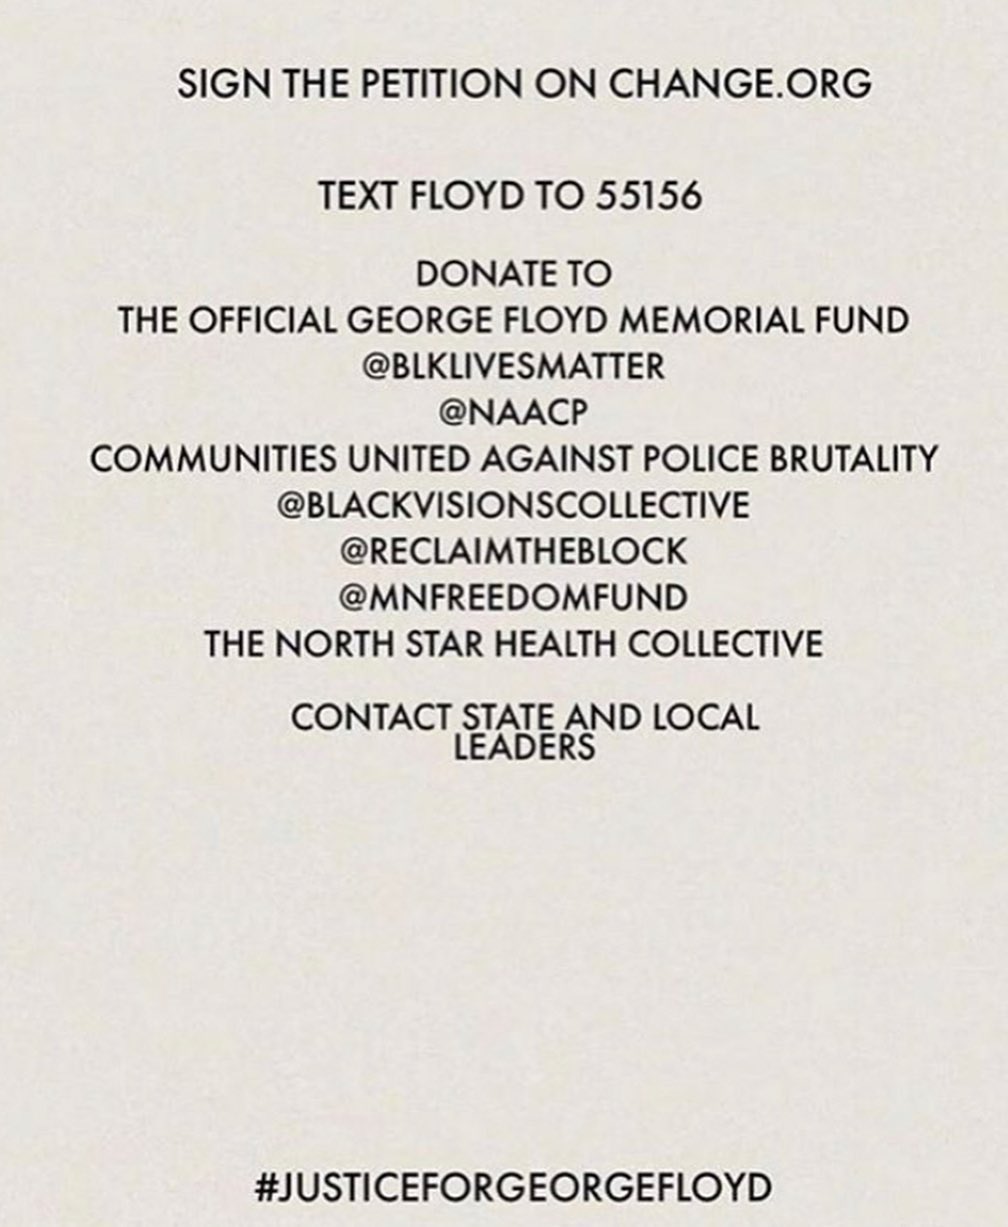 SIGN THE PETITION ON CHANGE.ORG
TEXT FLOYD TO 55156
DONATE TO
THE OFFICIAL GEORGE FLOYD MEMORIAL FUND
@BLKLIVESMATTER
@NAACP
COMMUNITIES UNITED AGAINST POLICE BRUTALITY
@BLACKVISIONSCOLLECTIVE
@RECLAIMTHEBLOCK
@MNFREEDOMFUND
THE NORTH STAR HEALTH COLLECTIVE
CONTACT STATE AND LOCAL
LEADERS
#JUSTICEFORGEORGEFLOYD